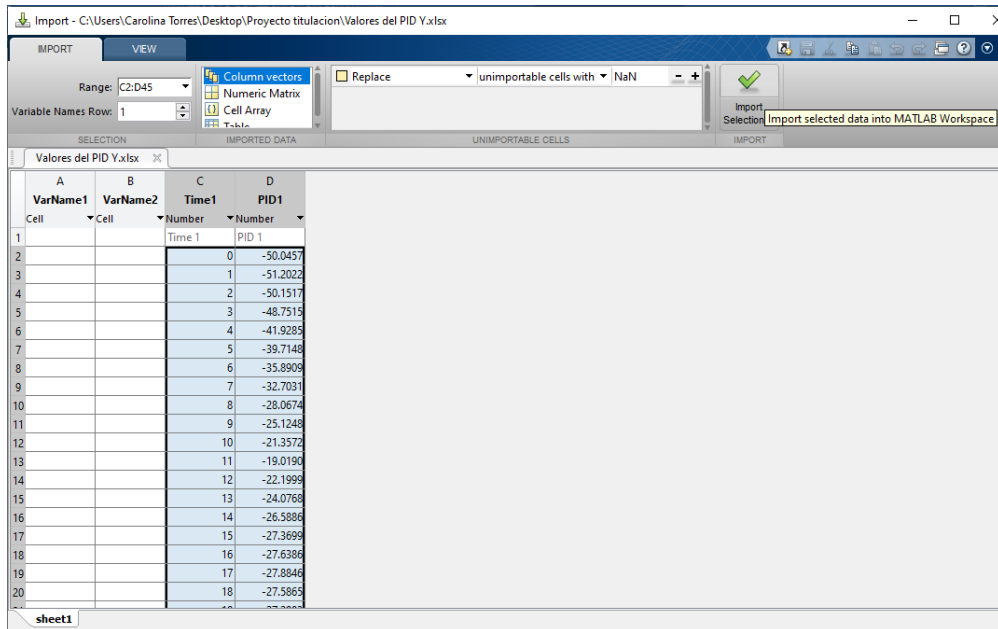 Import - C:\Users\Carolina Torres\Desktop\Proyecto titulacion\Valores del PID Y.xlsx
IMPORT VIEW
Range: C2:D45
Variable Names Row: 1
Column vectors
Numeric Matrix
Cell Array
Table
Replace unimportable cells with NaN
Import
Selection
Import selected data into MATLAB Workspace
SELECTION IMPORTED DATA UNIMPORTABLE CELLS IMPORT
Valores del PID Y.xlsx
A B C D
VarName1 VarName2 Time1 PID1
Cell Cell Number Number
1 Time 1 PID 1
2 0 -50.0457
3 1 -51.2022
4 2 -50.1517
5 3 -48.7515
6 4 -41.9285
7 5 -39.7148
8 6 -35.8909
9 7 -32.7031
10 8 -28.0674
11 9 -25.1248
12 10 -21.3572
13 11 -19.0190
14 12 -22.1999
15 13 -24.0768
16 14 -26.5886
17 15 -27.3699
18 16 -27.6386
19 17 -27.8846
20 18 -27.5865
sheet1